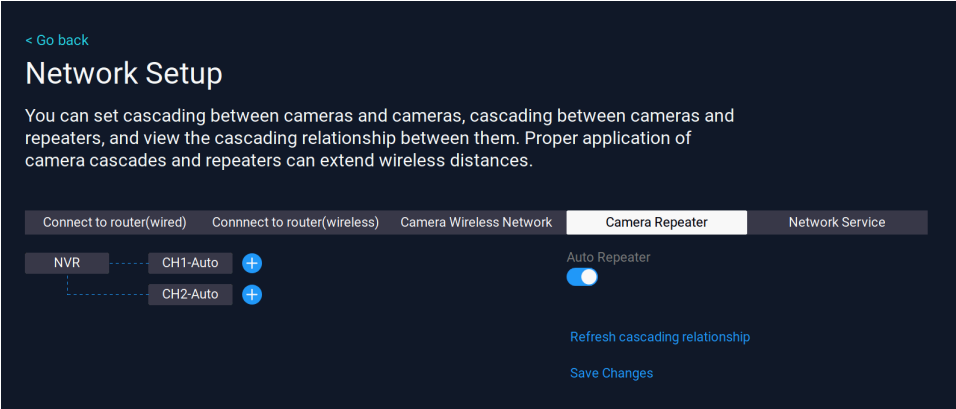 < Go back
Network Setup
You can set cascading between cameras and cameras, cascading between cameras and
repeaters, and view the cascading relationship between them. Proper application of
camera cascades and repeaters can extend wireless distances.
Connect to router(wired) Connnect to router(wireless) Camera Wireless Network Camera Repeater Network Service
NVR CH1-Auto
CH2-Auto
Auto Repeater
Refresh cascading relationship
Save Changes